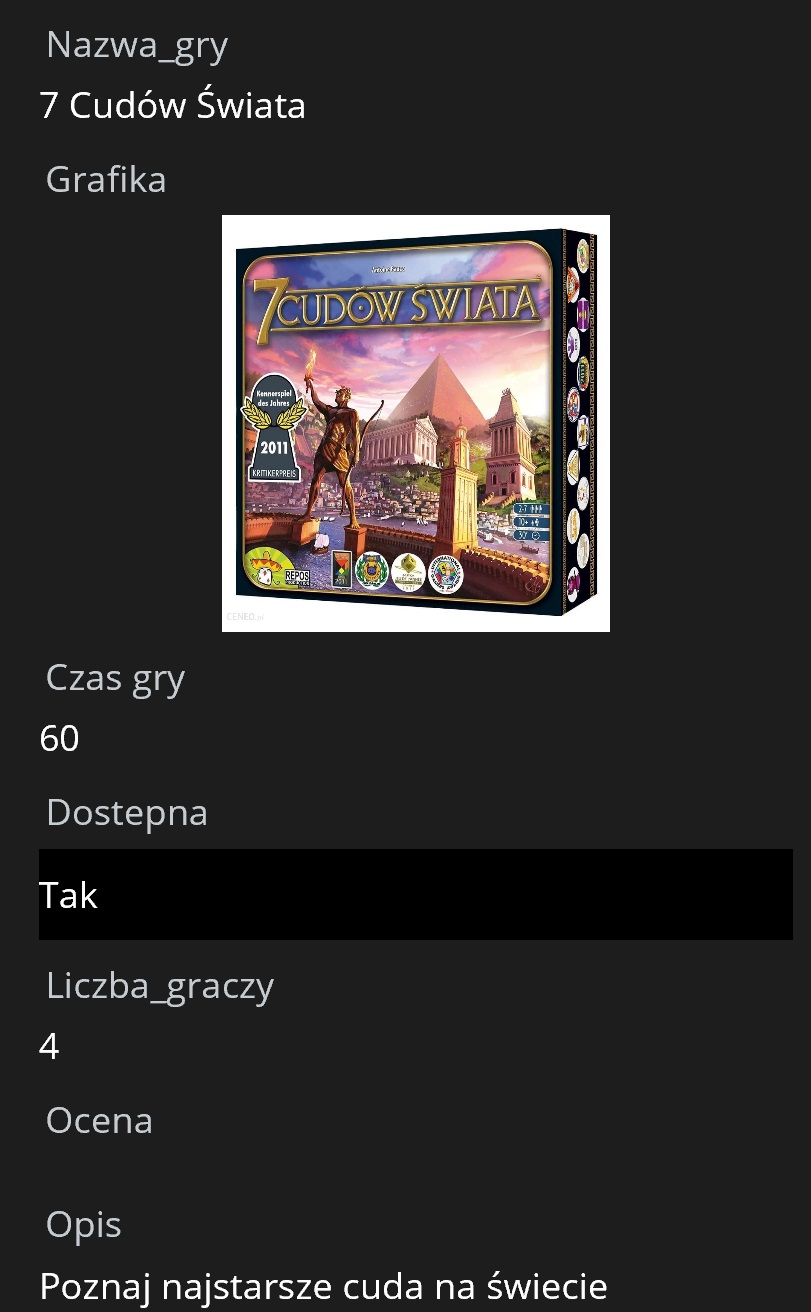 Nazwa_gry
7 Cudów Świata
Grafika
7 CUDÓW ŚWIATA
Kennerspiel
des Jahres
2011
KRITIKERPREIS
2-7
10+
30'
REPOS
CENEO.pl
Czas gry
60
Dostepna
Tak
Liczba_graczy
4
Ocena
Opis
Poznaj najstarsze cuda na świecie